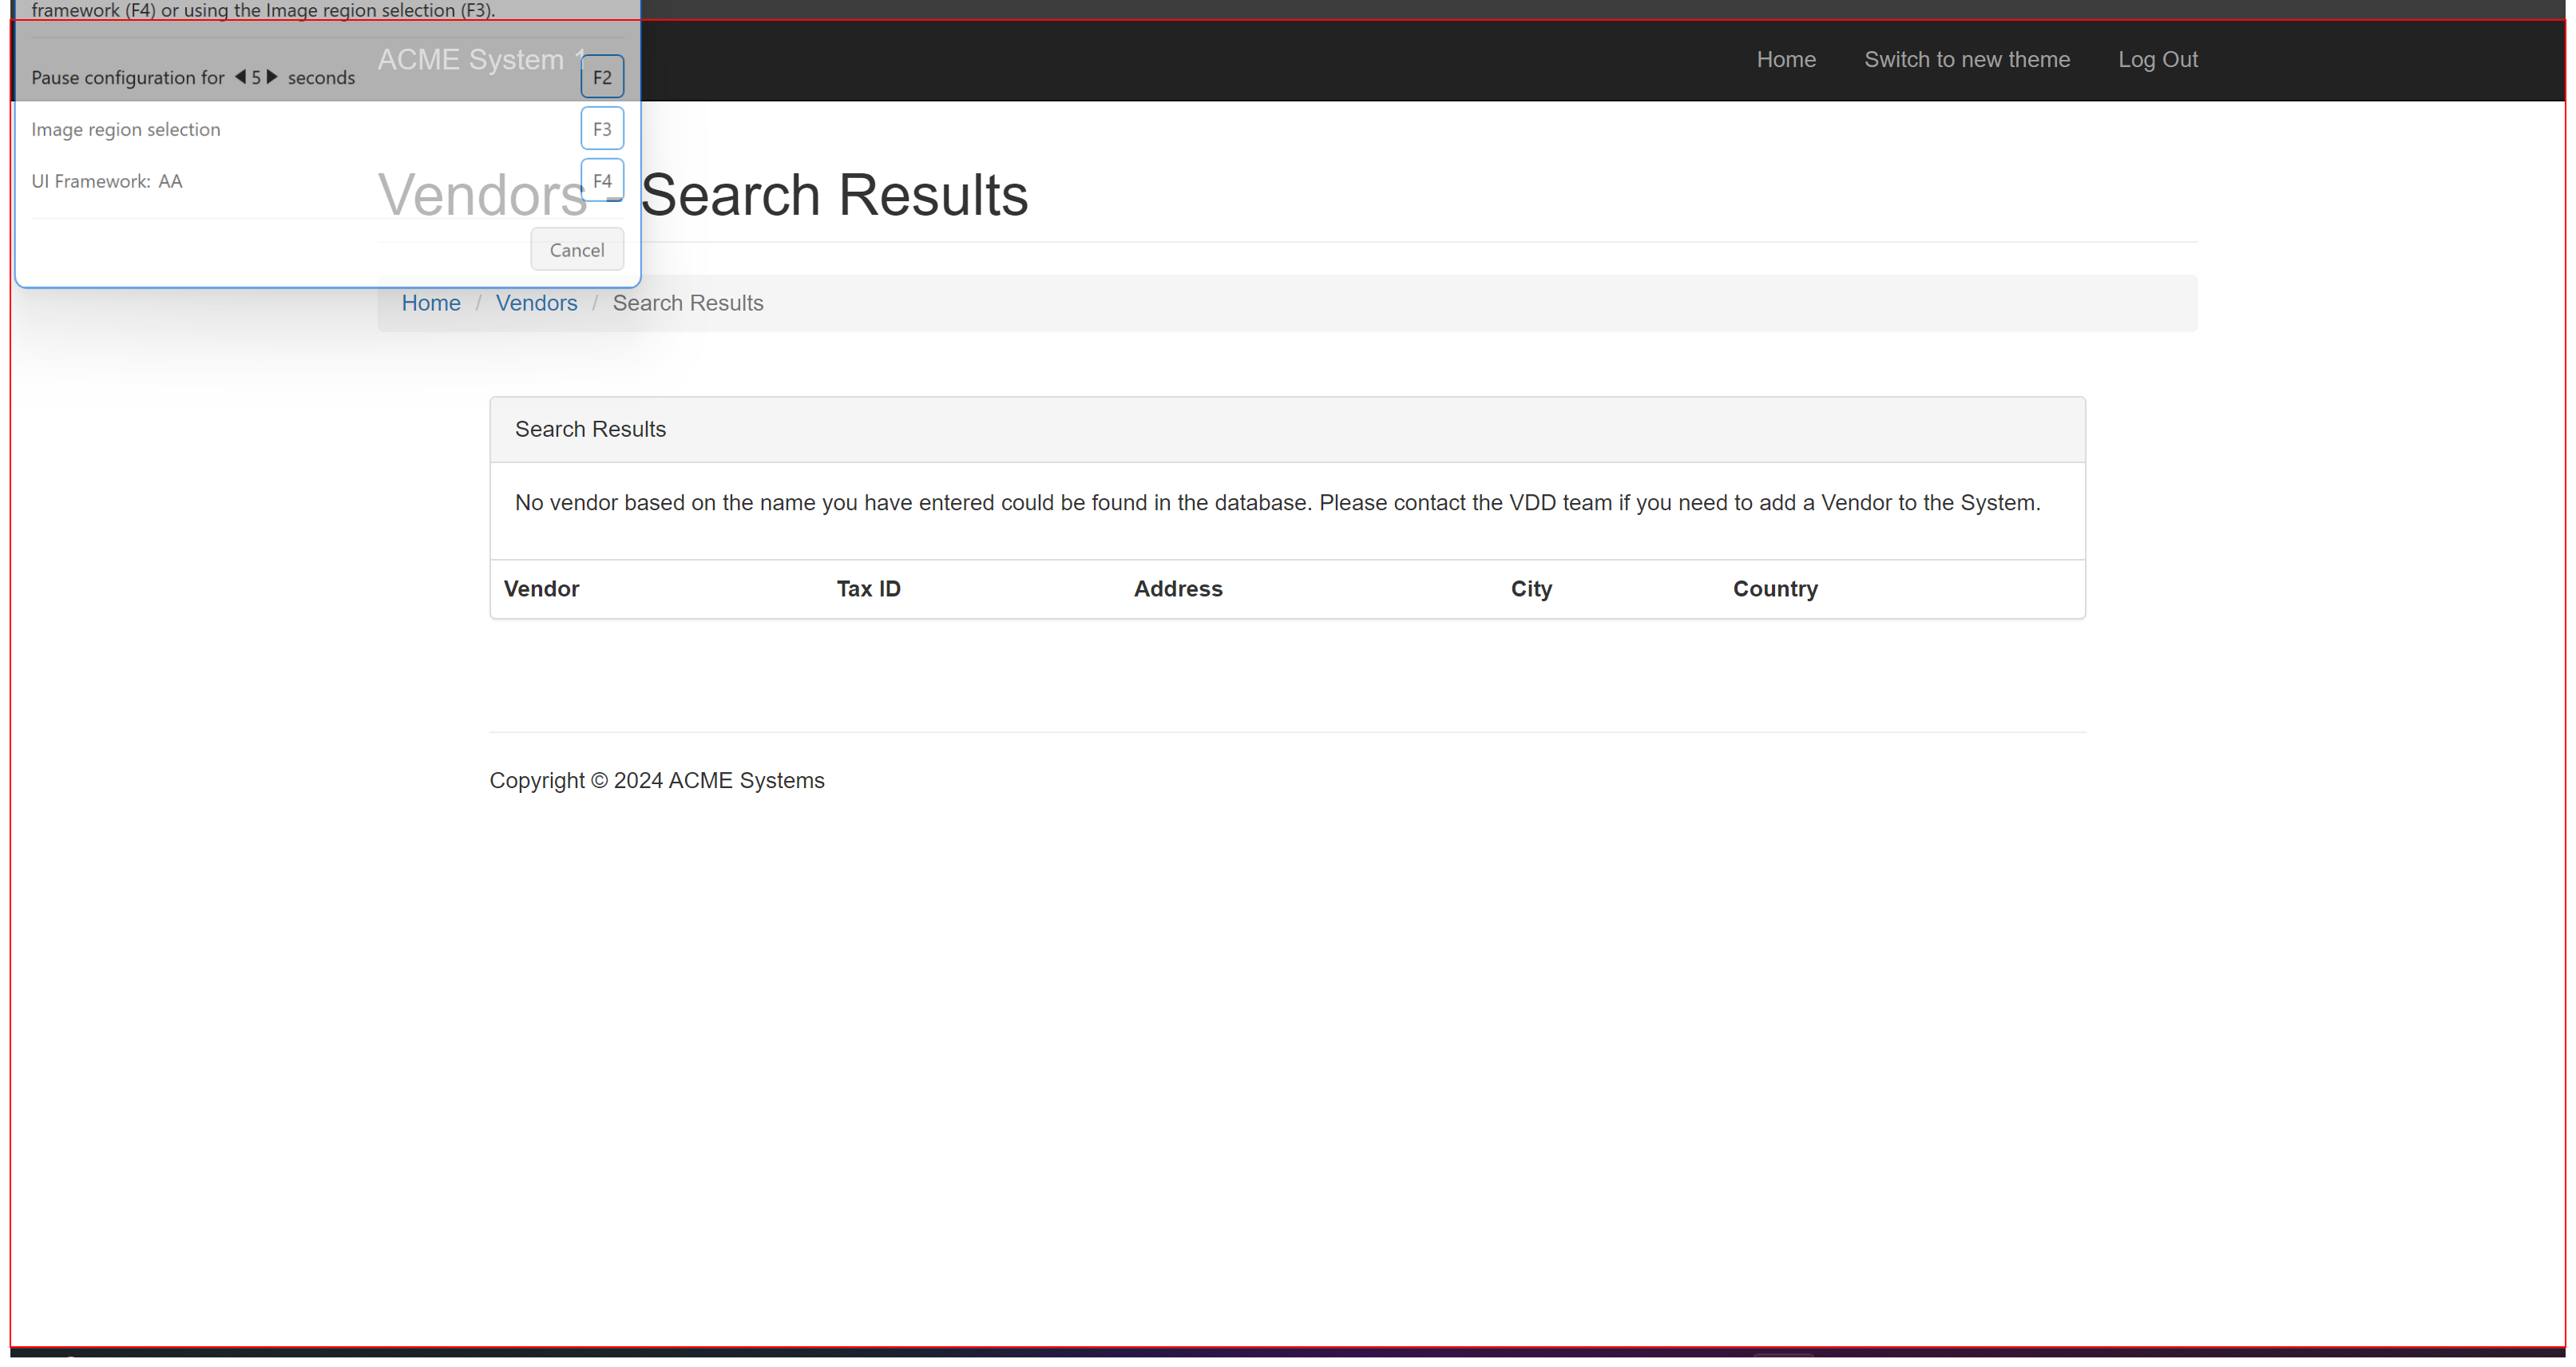 framework (F4) or using the Image region selection (F3).
ACME System 1
Home Switch to new theme Log Out
Pause configuration for 5 seconds F2
Image region selection F3
UI Framework: AA F4
Vendors - Search Results
Cancel
Home / Vendors / Search Results
Search Results
No vendor based on the name you have entered could be found in the database. Please contact the VDD team if you need to add a Vendor to the System.
Vendor Tax ID Address City Country
Copyright © 2024 ACME Systems